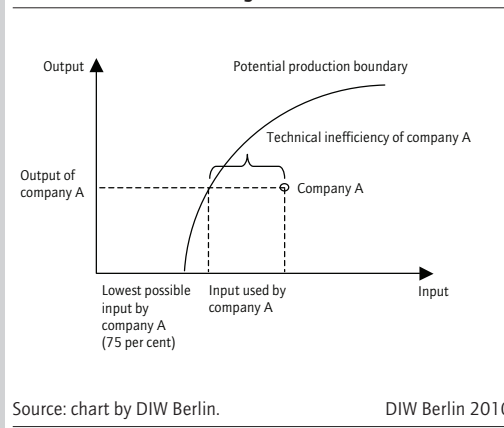 Output
Potential production boundary
Technical inefficiency of company A
Output of
company A
Company A
Lowest possible
input by
company A
(75 per cent)
Input used by
company A
Input
Source: chart by DIW Berlin.
DIW Berlin 2010